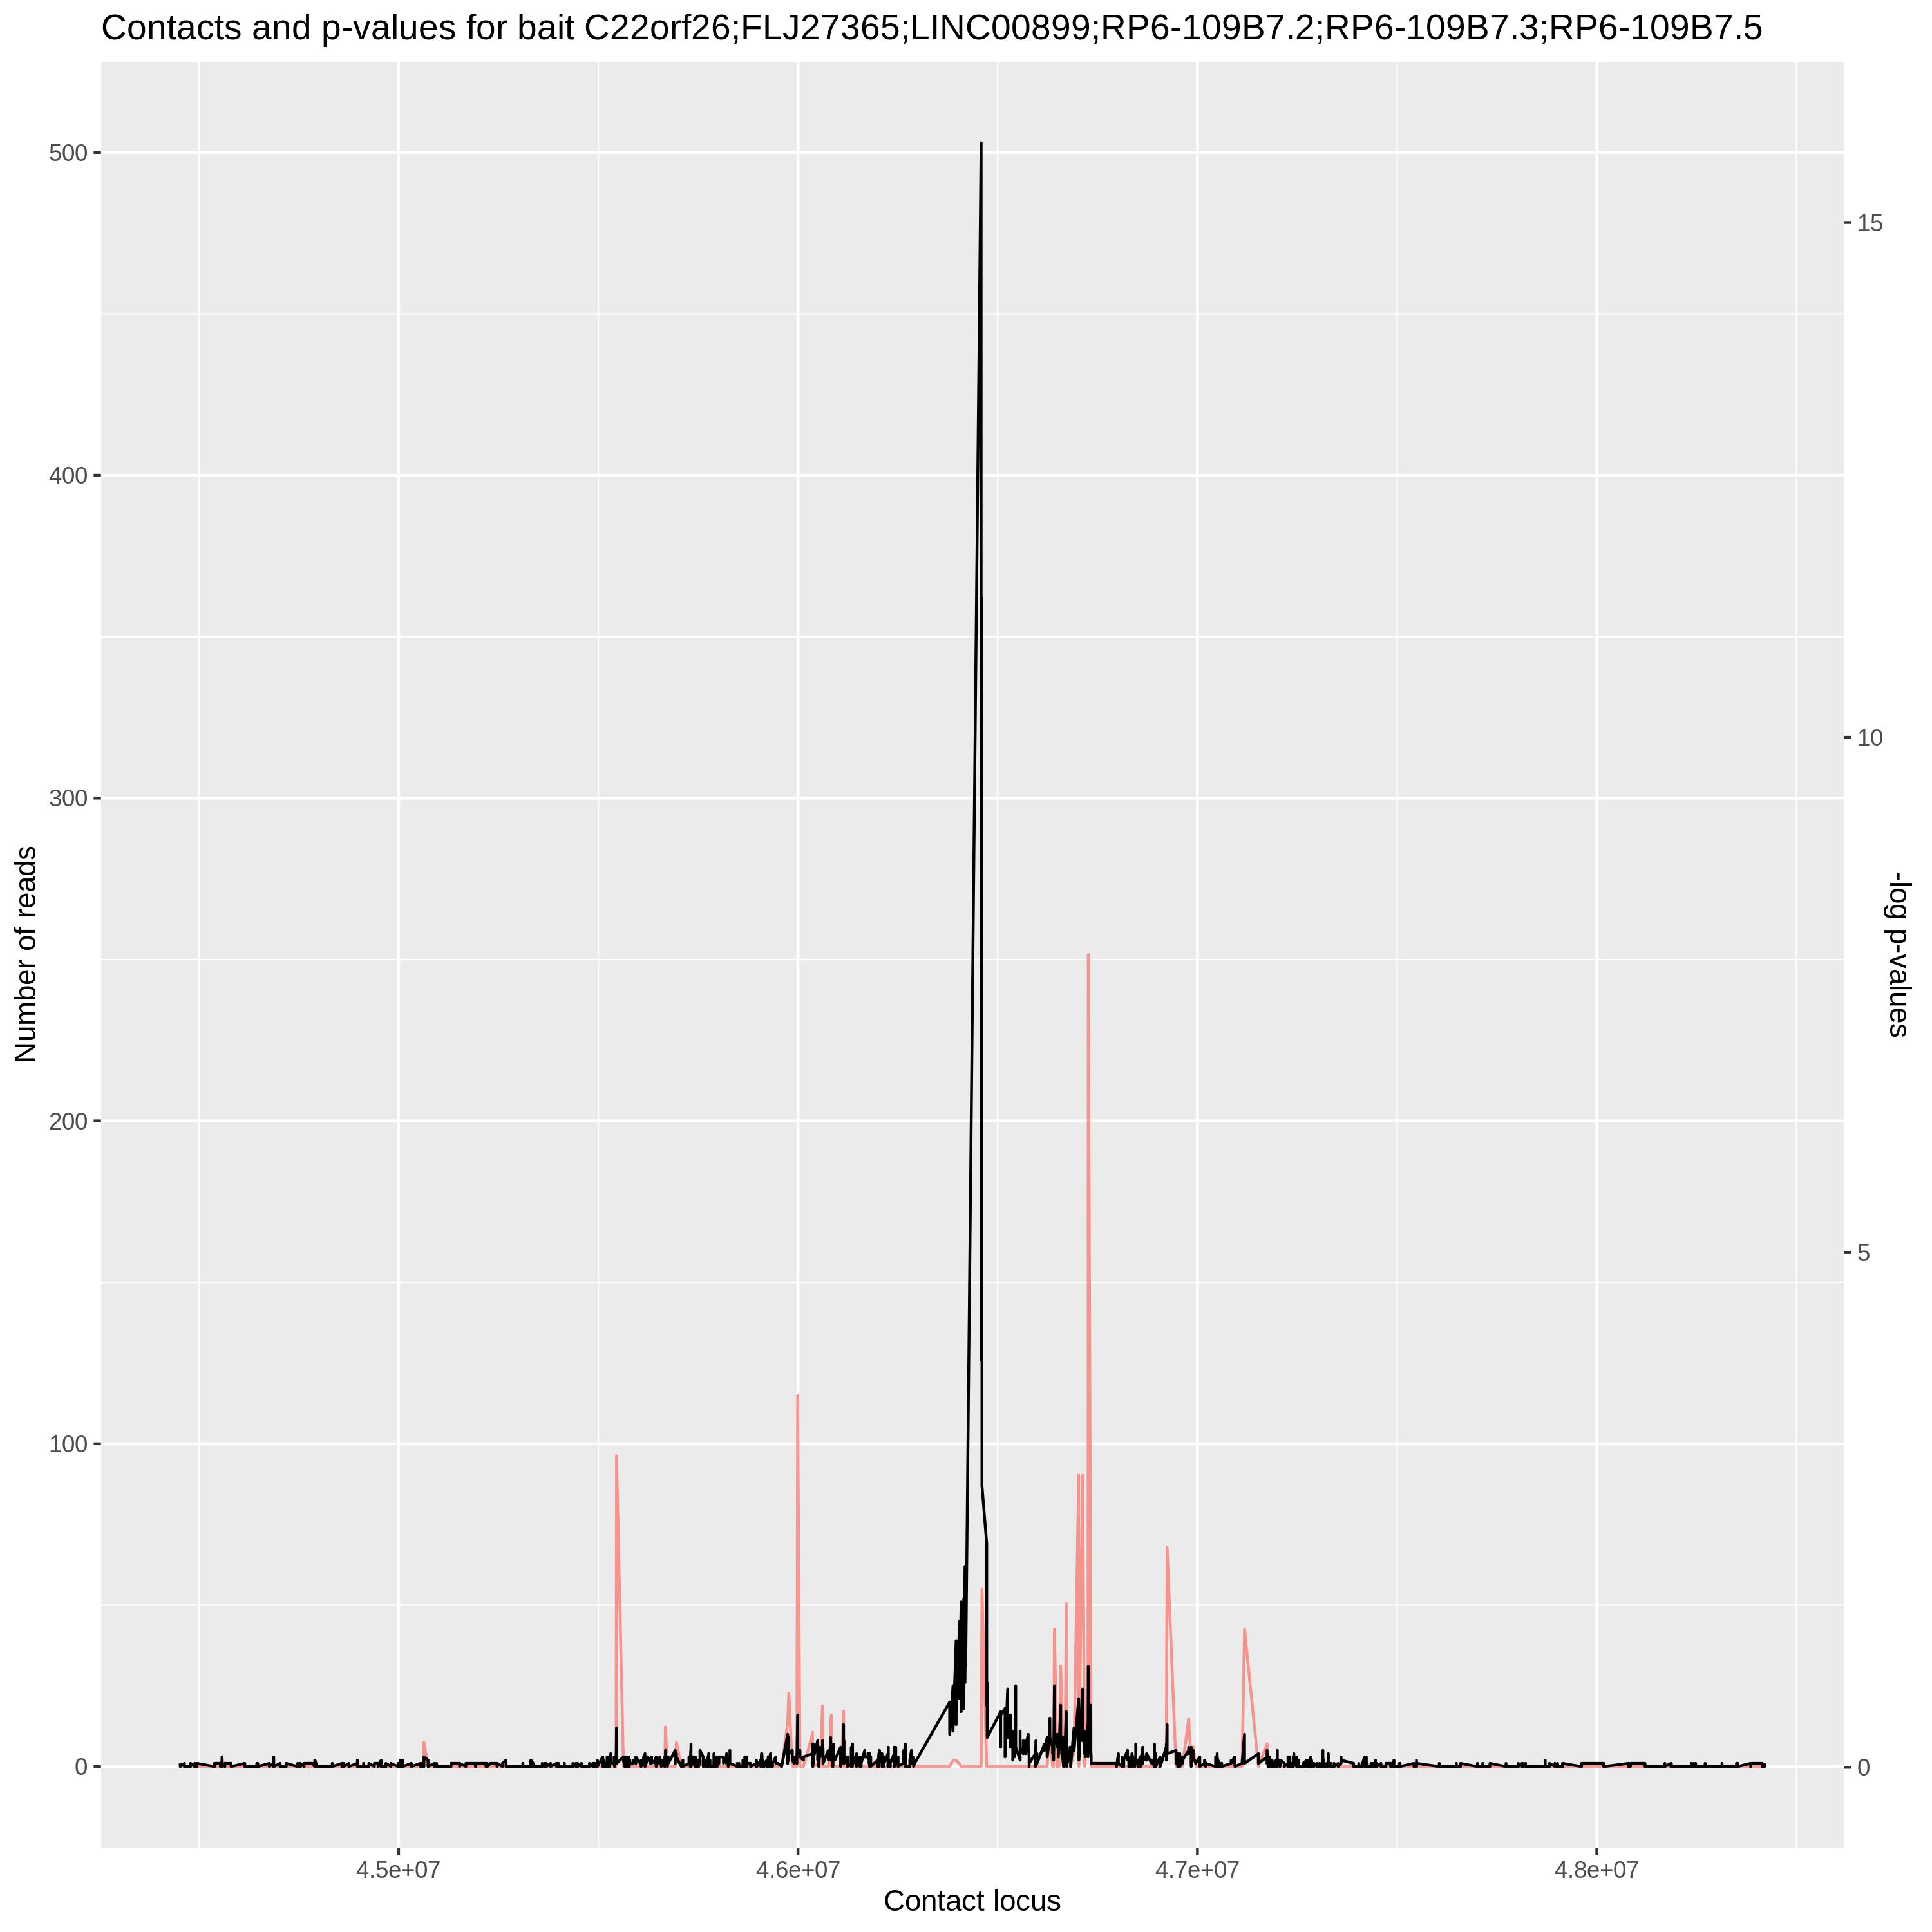 Contacts and p-values for bait C22orf26;FLJ27365;LINC00899;RP6-109B7.2;RP6-109B7.3;RP6-109B7.5
500
400
300
200
100
0
Number of reads
15
10
5
0
-log p-values
4.5e+07 4.6e+07 4.7e+07 4.8e+07
Contact locus